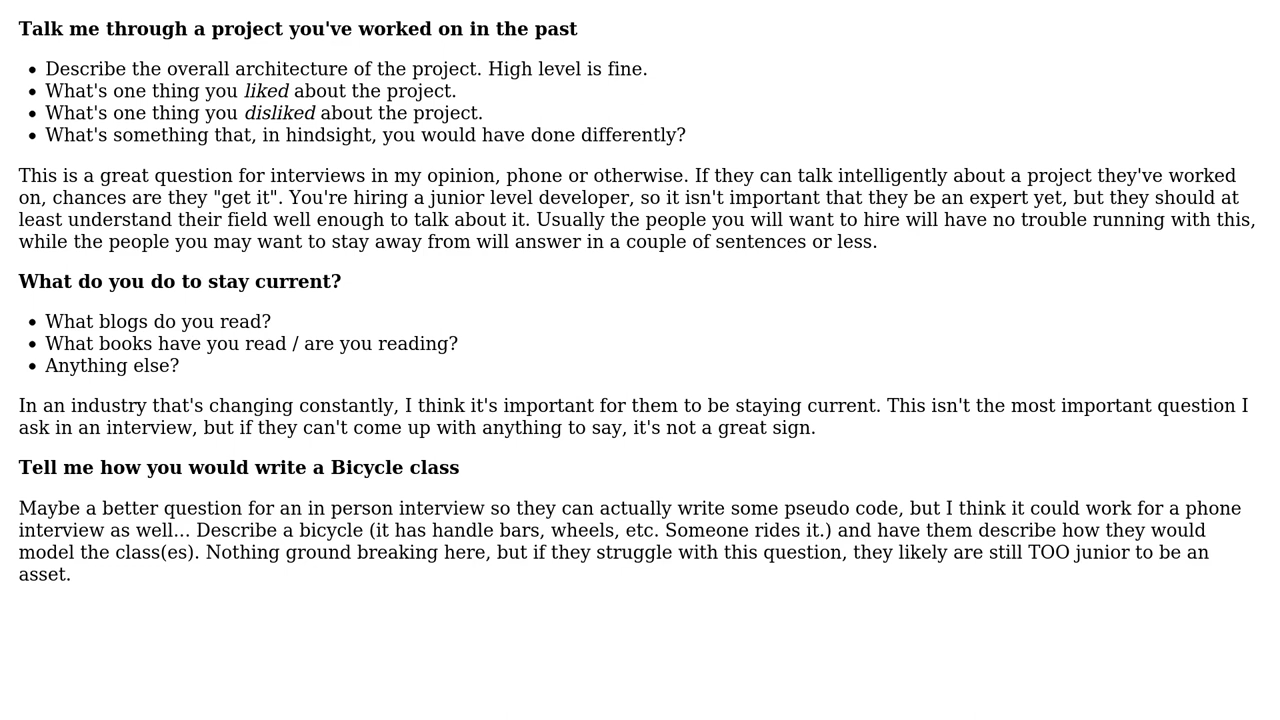 Talk me through a project you've worked on in the past
• Describe the overall architecture of the project. High level is fine.
• What's one thing you liked about the project.
• What's one thing you disliked about the project.
• What's something that, in hindsight, you would have done differently?
This is a great question for interviews in my opinion, phone or otherwise. If they can talk intelligently about a project they've worked
on, chances are they "get it". You're hiring a junior level developer, so it isn't important that they be an expert yet, but they should at
least understand their field well enough to talk about it. Usually the people you will want to hire will have no trouble running with this,
while the people you may want to stay away from will answer in a couple of sentences or less.
What do you do to stay current?
• What blogs do you read?
• What books have you read / are you reading?
• Anything else?
In an industry that's changing constantly, I think it's important for them to be staying current. This isn't the most important question I
ask in an interview, but if they can't come up with anything to say, it's not a great sign.
Tell me how you would write a Bicycle class
Maybe a better question for an in person interview so they can actually write some pseudo code, but I think it could work for a phone
interview as well... Describe a bicycle (it has handle bars, wheels, etc. Someone rides it.) and have them describe how they would
model the class(es). Nothing ground breaking here, but if they struggle with this question, they likely are still TOO junior to be an
asset.